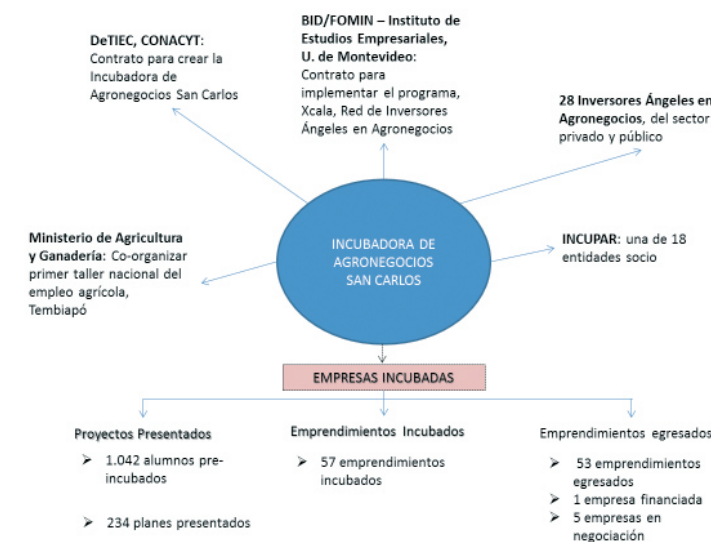 DeTIEC, CONACYT:
Contrato para crear la
Incubadora de
Agronegocios San Carlos
BID/FOMIN – Instituto de
Estudios Empresariales,
U. de Montevideo:
Contrato para
implementar el programa,
Xcala, Red de Inversores
Ángeles en Agronegocios
28 Inversores Ángeles en
Agronegocios, del sector
privado y público
Ministerio de Agricultura
y Ganadería: Co-organizar
primer taller nacional del
empleo agrícola,
Tembiapó
INCUBADORA DE
AGRONEGOCIOS
SAN CARLOS
INCUPAR: una de 18
entidades socio
EMPRESAS INCUBADAS
Proyectos Presentados
➤ 1.042 alumnos pre-
incubados
➤ 234 planes presentados
Emprendimientos Incubados
➤ 57 emprendimientos
incubados
Emprendimientos egresados
➤ 53 emprendimientos
egresados
➤ 1 empresa financiada
➤ 5 empresas en
negociación